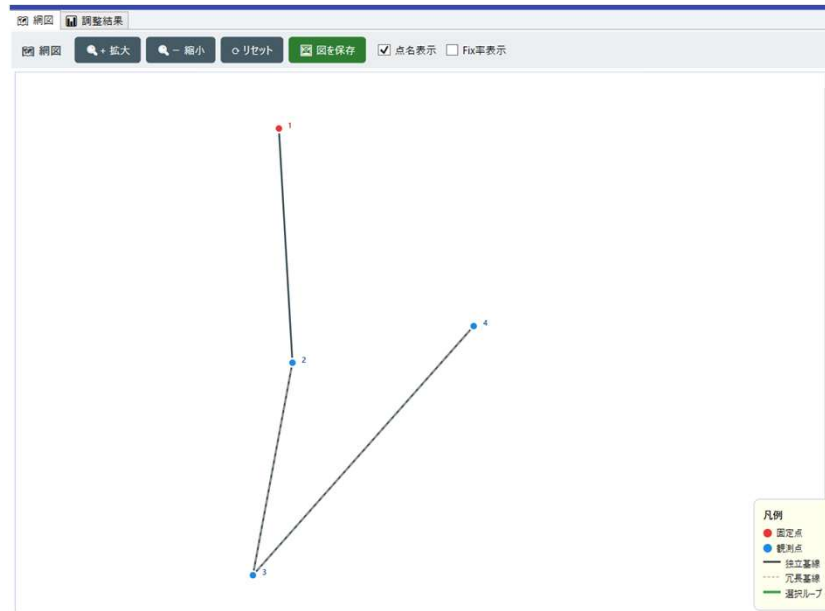 網図 調整結果
網図 + 拡大 − 縮小 リセット 図を保存 点名表示 Fix率表示
1
4
2
3
凡例
固定点
観測点
独立基線
冗長基線
選択ループ